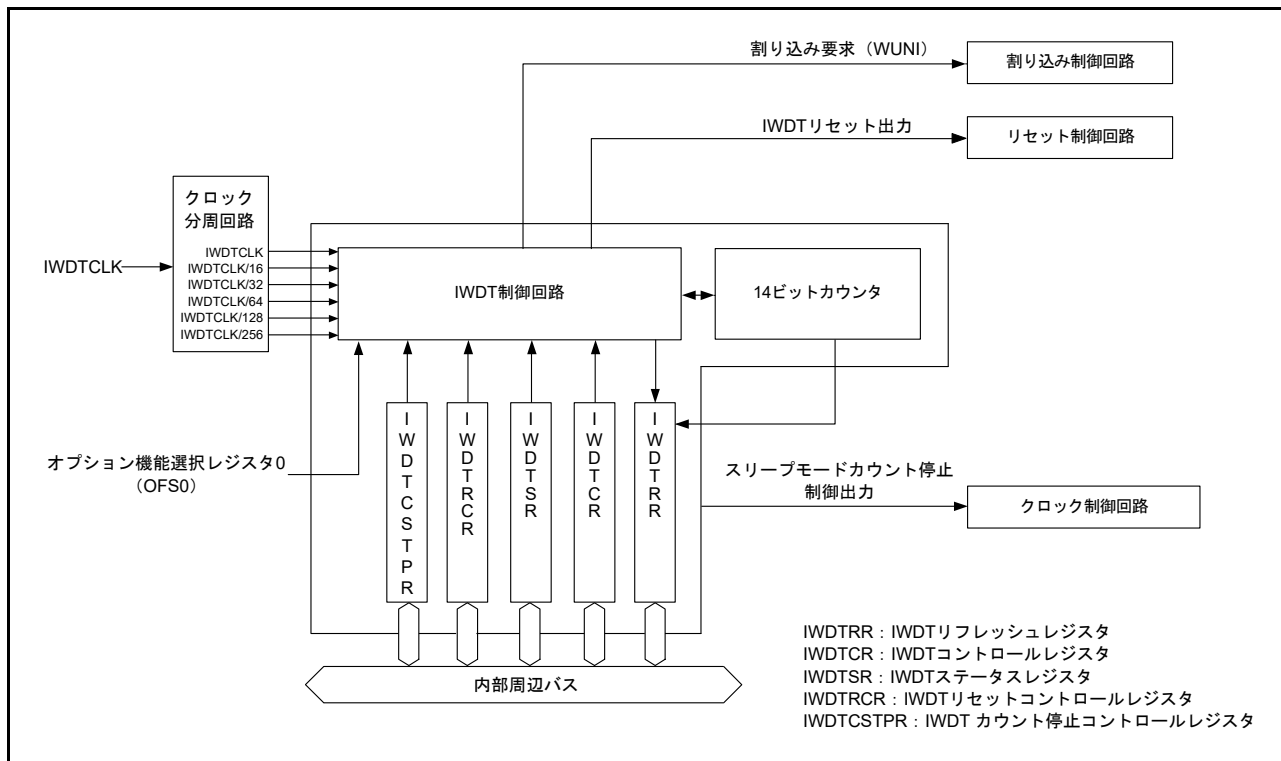 割り込み要求（WUNI）
割り込み制御回路
IWDTリセット出力
リセット制御回路
クロック
分周回路
IWDTCLK
IWDTCLK
IWDTCLK/16
IWDTCLK/32
IWDTCLK/64
IWDTCLK/128
IWDTCLK/256
IWDT制御回路
14ビットカウンタ
オプション機能選択レジスタ0
（OFS0）
IWDTCSTPR
IWDTRCR
IWDTSR
IWDTCR
IWDTRR
スリープモードカウント停止
制御出力
クロック制御回路
内部周辺バス
IWDTRR：IWDTリフレッシュレジスタ
IWDTCR：IWDTコントロールレジスタ
IWDTSR：IWDTステータスレジスタ
IWDTRCR：IWDTリセットコントロールレジスタ
IWDTCSTPR：IWDT カウント停止コントロールレジスタ